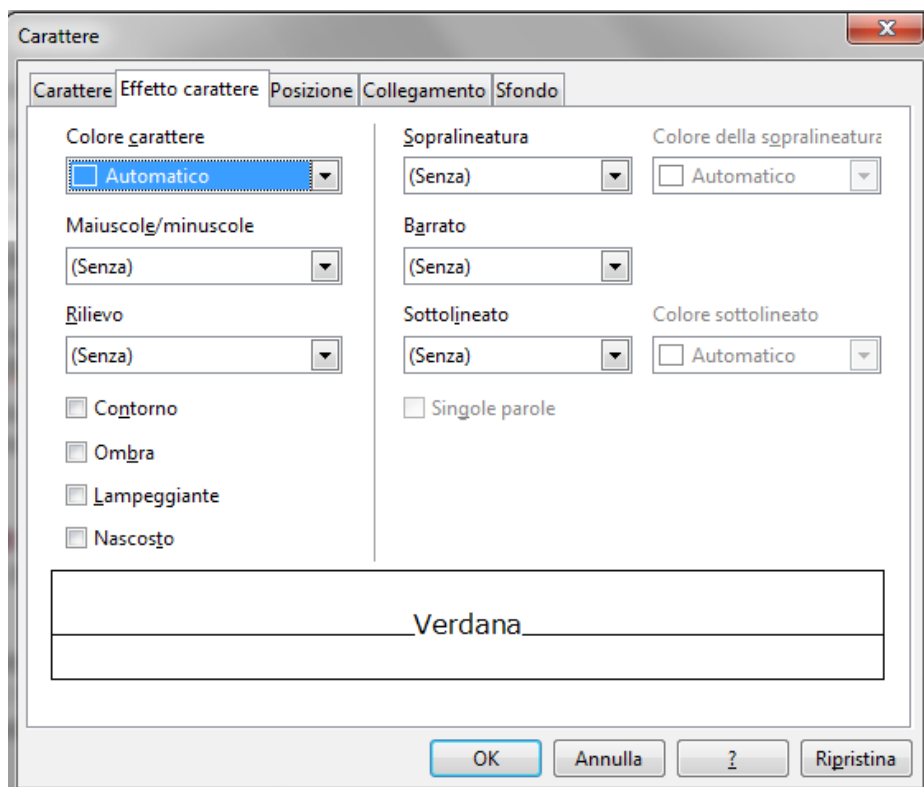 Carattere
Carattere Effetto carattere Posizione Collegamento Sfondo
Colore carattere
Automatico
Maiuscole/minuscole
(Senza)
Rilievo
(Senza)
Contorno
Ombra
Lampeggiante
Nascosto
Sopralineatura
Colore della sopralineatura
(Senza)
Automatico
Barrato
(Senza)
Sottolineato
Colore sottolineato
(Senza)
Automatico
Singole parole
Verdana
OK Annulla ? Ripristina